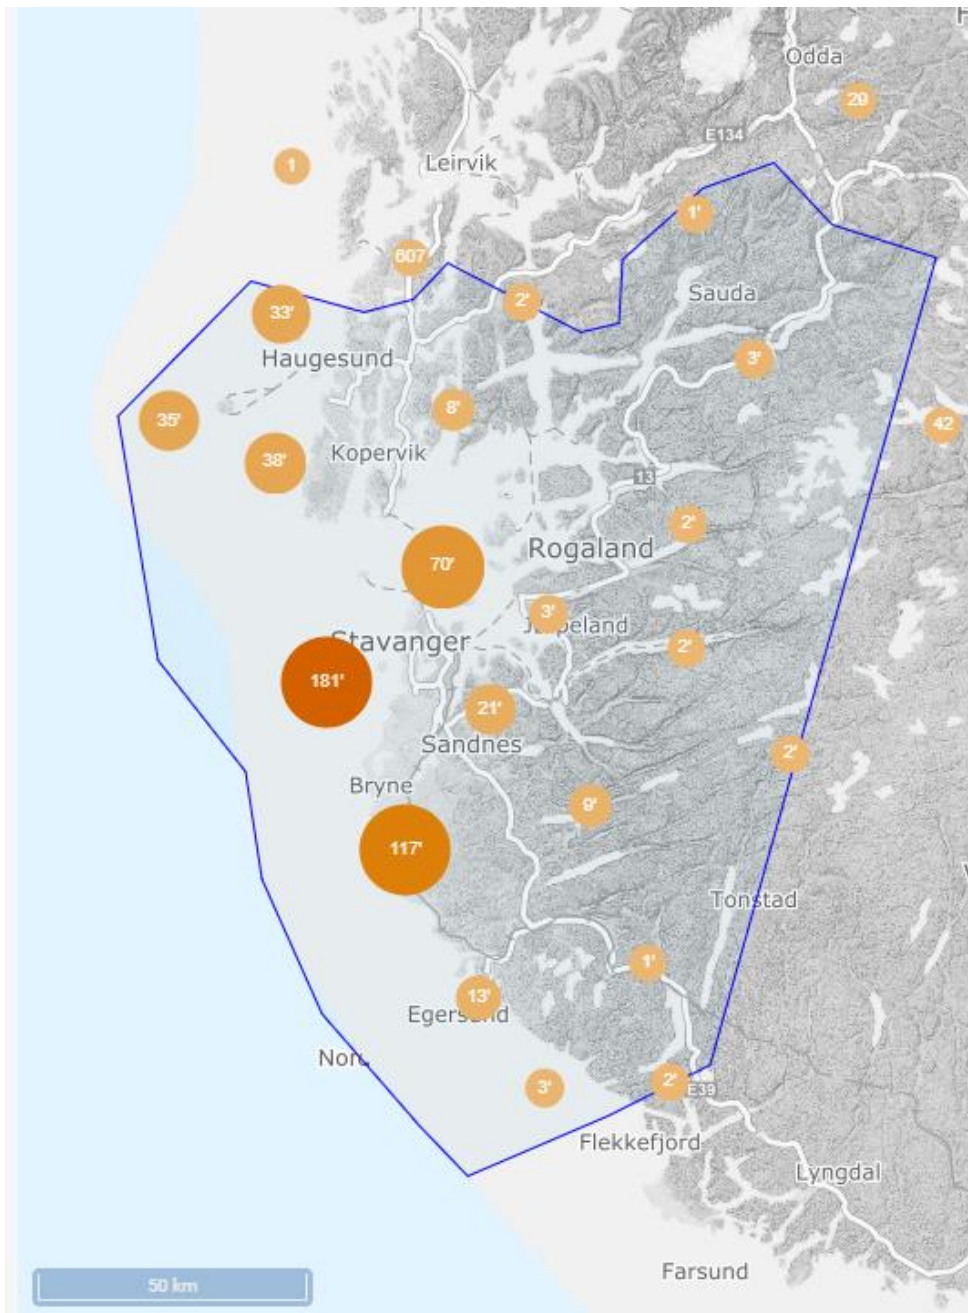 Odda
29
E134
1
Leirvik
1'
607
Sauda
2'
33'
Haugesund
3'
8'
35'
42
Kopervik
38'
13
2'
Rogaland
70'
3'
Stavanger
2'
181'
21'
Sandnes
2'
Bryne
9'
117'
Tonstad
1'
13'
Egersund
3'
2'
E39
Flekkefjord
Lyngdal
Farsund
50 km